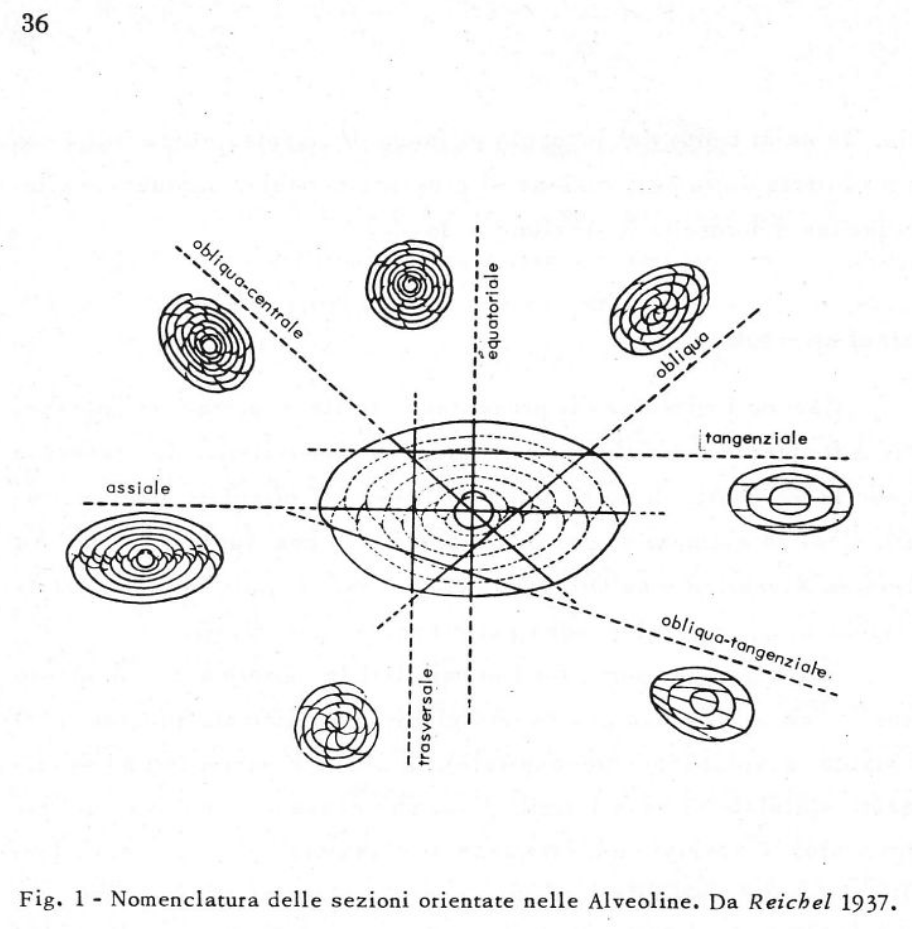 36
obliqua-centrale
equatoriale
obliqua
tangenziale
assiale
obliqua-tangenziale
trasversale
Fig. 1 - Nomenclatura delle sezioni orientate nelle Alveoline. Da Reichel 1937.